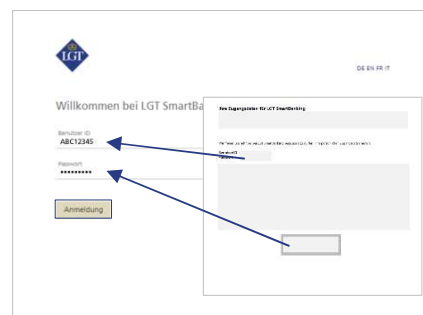 LGT
DE EN FR IT
Willkommen bei LGT SmartBa
Benutzer ID
ABC12345
Passwort
•••••••••
Anmeldung
Ihre Zugangsdaten für LGT SmartBanking